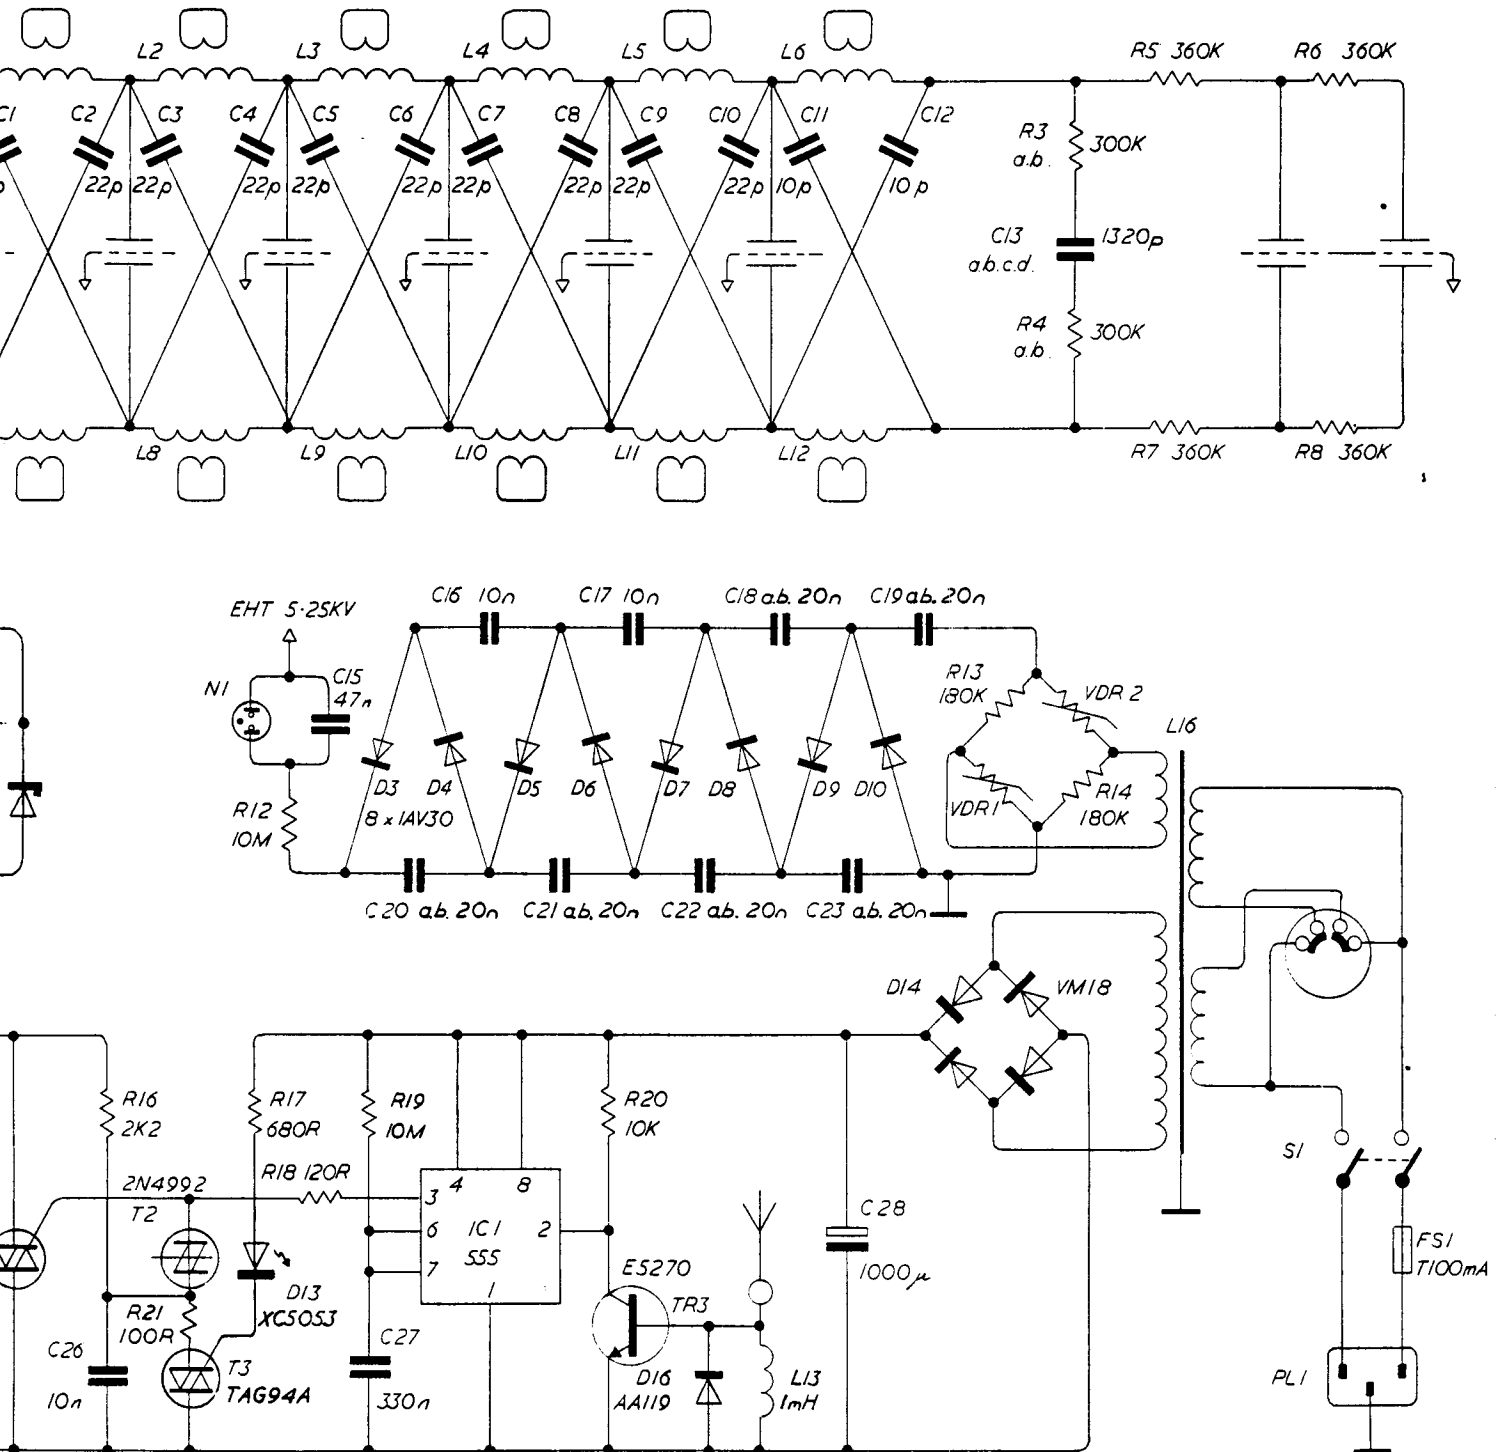 L2
L3
L4
L5
L6
R5 360K
R6 360K
C1
C2
C3
C4
C5
C6
C7
C8
C9
C10
C11
C12
p
22p
22p
22p
22p
22p
22p
22p
22p
22p
10p
10p
R3
a.b.
300K
C13
a.b.c.d.
1320p
R4
a.b.
300K
L8
L9
L10
L11
L12
R7 360K
R8 360K
EHT 5·25KV
N1
C15
47n
R12
10M
C16 10n
C17 10n
C18 a.b. 20n
C19 a.b. 20n
D3
D4
D5
D6
D7
D8
D9
D10
8 x 1AV30
C20 a.b. 20n
C21 a.b. 20n
C22 a.b. 20n
C23 a.b. 20n
R13
180K
VDR 2
VDR 1
R14
180K
L16
D14
VM18
R16
2K2
R17
680R
R19
10M
R20
10K
2N4992
T2
R18 120R
3
4
8
6
7
2
1
IC1
555
C28
1000µ
E5270
TR3
D13
XC5053
R21
100R
C26
10n
T3
TAG94A
C27
330n
D16
AA119
L13
1mH
S1
FS1
T100mA
PL1